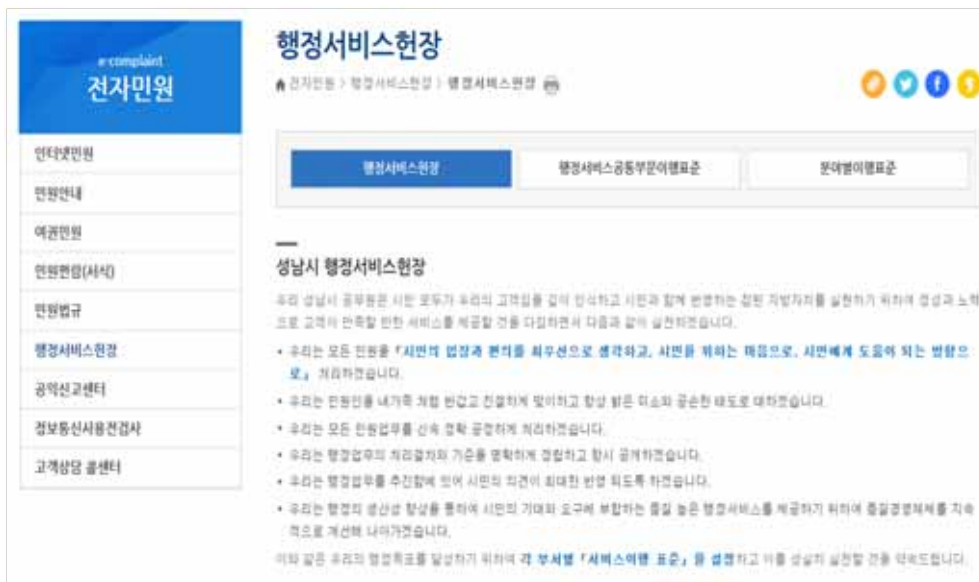 e-complaint
전자민원
인터넷민원
민원안내
여권민원
민원편람(서식)
민원법규
행정서비스헌장
공익신고센터
정보통신사용전검사
고객상담 콜센터
행정서비스헌장
전자민원 > 행정서비스헌장 > 행정서비스헌장
행정서비스헌장
행정서비스공통부문이행표준
분야별이행표준
성남시 행정서비스헌장
우리 성남시 공무원은 시민 모두가 우리의 고객임을 깊이 인식하고 시민과 함께 번영하는 참된 지방자치를 실현하기 위하여 정성과 노력
으로 고객이 만족할 만한 서비스를 제공할 것을 다짐하면서 다음과 같이 실천하겠습니다.
• 우리는 모든 민원을 「시민의 입장과 편의를 최우선으로 생각하고, 시민을 위하는 마음으로, 시민에게 도움이 되는 방향으
로」 처리하겠습니다.
• 우리는 민원인을 내가족 처럼 반갑고 친절하게 맞이하고 항상 밝은 미소와 공손한 태도로 대하겠습니다.
• 우리는 모든 민원업무를 신속 정확 공정하게 처리하겠습니다.
• 우리는 행정업무의 처리절차와 기준을 명확하게 정립하고 항시 공개하겠습니다.
• 우리는 행정업무를 추진함에 있어 시민의 의견이 최대한 반영 되도록 하겠습니다.
• 우리는 행정의 생산성 향상을 통하여 시민의 기대와 요구에 부합하는 품질 높은 행정서비스를 제공하기 위하여 품질경영체제를 지속
적으로 개선해 나아가겠습니다.
이와 같은 우리의 행정목표를 달성하기 위하여 각 부서별 「서비스이행 표준」을 설정하고 이를 성실히 실천할 것을 약속드립니다.